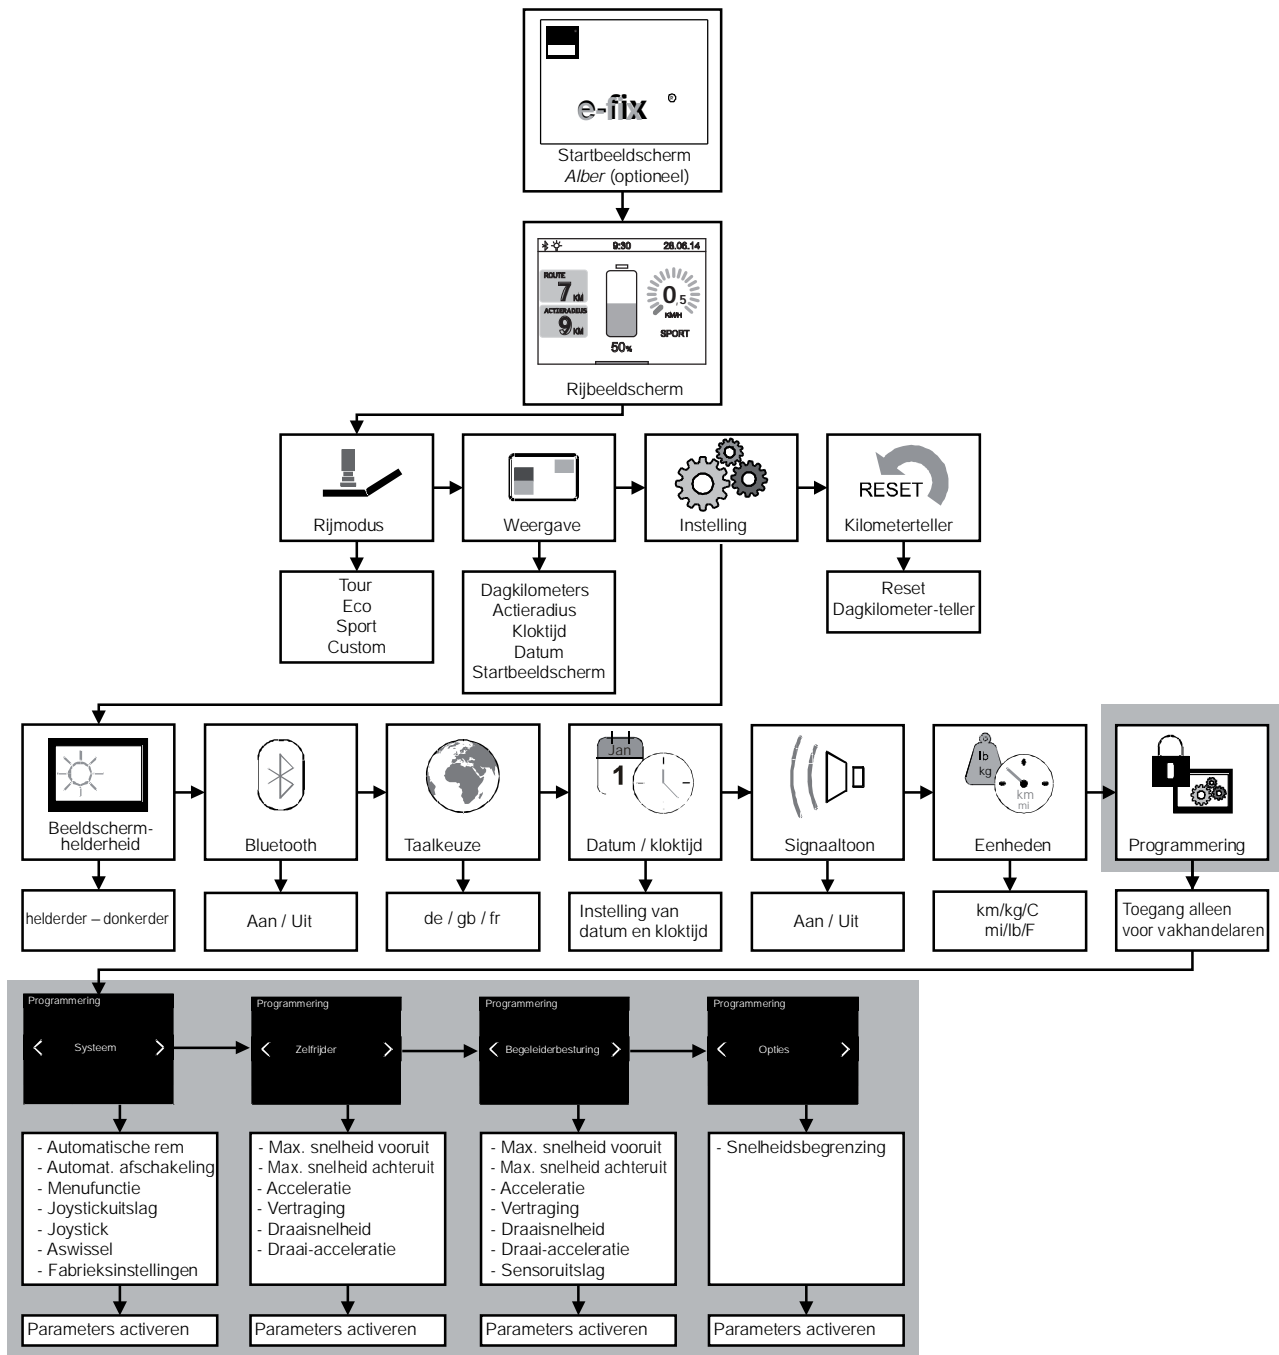 e-fix ®
Startbeeldscherm
Alber (optioneel)
9:30 28.06.14
ROUTE
7 KM
ACTIERADIUS
9 KM
50%
0,5
KM/H
SPORT
Rijbeeldscherm
Rijmodus
Weergave
Instelling
RESET
Kilometerteller
Tour
Eco
Sport
Custom
Dagkilometers
Actieradius
Kloktijd
Datum
Startbeeldscherm
Reset
Dagkilometer-teller
Beeldscherm-
helderheid
Bluetooth
Taalkeuze
Jan
1
Datum / kloktijd
Signaaltoon
lb
kg
km
mi
Eenheden
Programmering
helderder – donkerder
Aan / Uit
de / gb / fr
Instelling van
datum en kloktijd
Aan / Uit
km/kg/C
mi/lb/F
Toegang alleen
voor vakhandelaren
Programmering
< Systeem >
Programmering
< Zelfrijder >
Programmering
< Begeleiderbesturing >
Programmering
< Opties >
- Automatische rem
- Automat. afschakeling
- Menufunctie
- Joystickuitslag
- Joystick
- Aswissel
- Fabrieksinstellingen
- Max. snelheid vooruit
- Max. snelheid achteruit
- Acceleratie
- Vertraging
- Draaisnelheid
- Draai-acceleratie
- Max. snelheid vooruit
- Max. snelheid achteruit
- Acceleratie
- Vertraging
- Draaisnelheid
- Draai-acceleratie
- Sensoruitslag
- Snelheidsbegrenzing
Parameters activeren
Parameters activeren
Parameters activeren
Parameters activeren